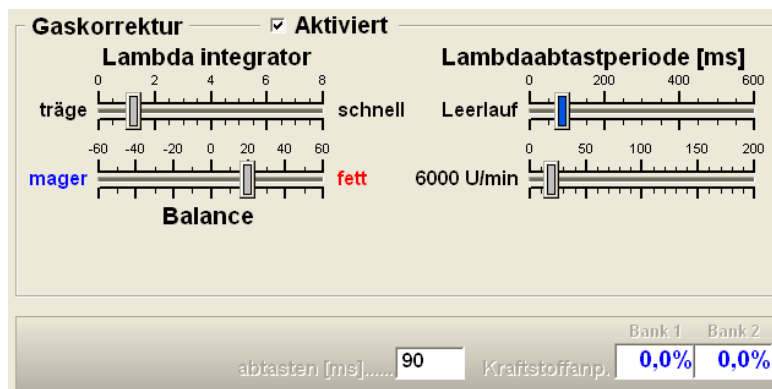 Gaskorrektur Aktiviert
Lambda integrator Lambdaabtastperiode [ms]
0 2 4 6 8 0 200 400 600
träge schnell Leerlauf
-60 -40 -20 0 20 40 60 0 50 100 150 200
mager fett 6000 U/min
Balance
Bank 1 Bank 2
abtasten [ms]...... 90 Kraftstoffanp. 0,0% 0,0%